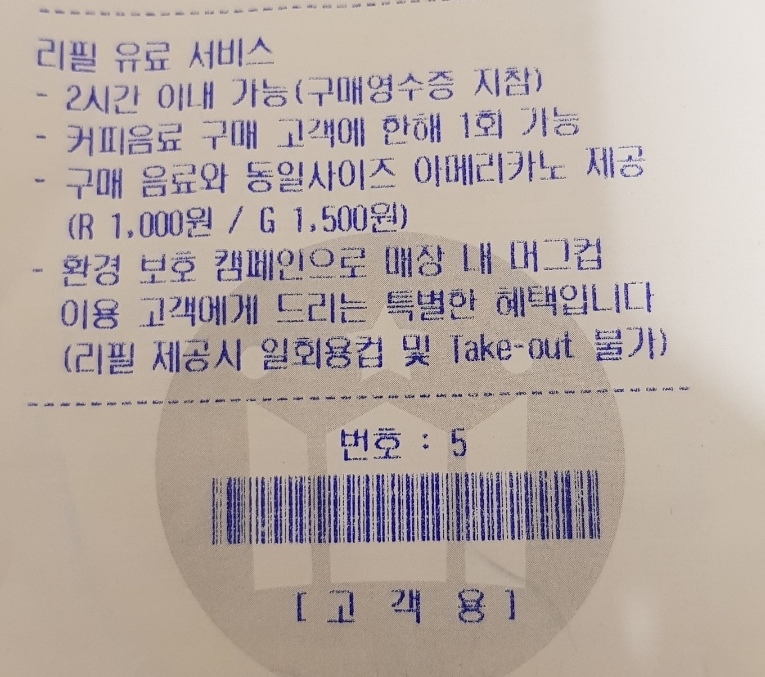 리필 유료 서비스
- 2시간 이내 가능(구매영수증 지참)
- 커피음료 구매 고객에 한해 1회 가능
- 구매 음료와 동일사이즈 아메리카노 제공
(R 1,000원 / G 1,500원)
- 환경 보호 캠페인으로 매장 내 머그컵
이용 고객에게 드리는 특별한 혜택입니다
(리필 제공시 일회용컵 및 Take-out 불가)
번호 : 5
[ 고 객 용 ]